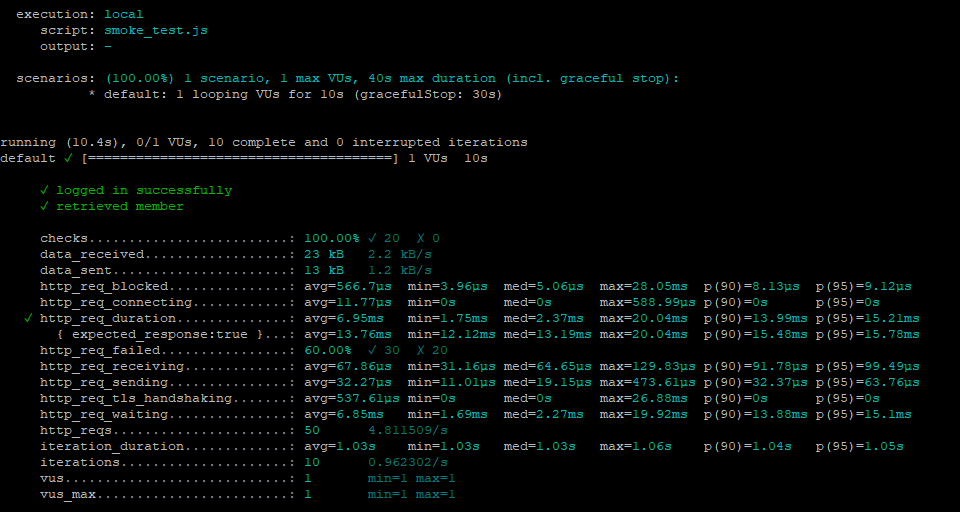 execution: local
script: smoke_test.js
output: -
scenarios: (100.00%) 1 scenario, 1 max VUs, 40s max duration (incl. graceful stop):
* default: 1 looping VUs for 10s (gracefulStop: 30s)
running (10.4s), 0/1 VUs, 10 complete and 0 interrupted iterations
default ✓ [======================================] 1 VUs  10s
✓ logged in successfully
✓ retrieved member
checks.........................: 100.00% ✓ 20  ✗ 0
data_received..................: 23 kB   2.2 kB/s
data_sent......................: 13 kB   1.2 kB/s
http_req_blocked...............: avg=566.7µs  min=3.96µs  med=5.06µs  max=28.05ms  p(90)=8.13µs  p(95)=9.12µs
http_req_connecting............: avg=11.77µs  min=0s      med=0s      max=588.99µs p(90)=0s      p(95)=0s
✓ http_req_duration..............: avg=6.95ms   min=1.75ms  med=2.37ms  max=20.04ms  p(90)=13.99ms p(95)=15.21ms
{ expected_response:true }...: avg=13.76ms  min=12.12ms med=13.19ms max=20.04ms  p(90)=15.48ms p(95)=15.78ms
http_req_failed................: 60.00%  ✓ 30  ✗ 20
http_req_receiving.............: avg=67.86µs  min=31.16µs med=64.65µs max=129.83µs p(90)=91.78µs p(95)=99.49µs
http_req_sending...............: avg=32.27µs  min=11.01µs med=19.15µs max=473.61µs p(90)=32.37µs p(95)=63.76µs
http_req_tls_handshaking.......: avg=537.61µs min=0s      med=0s      max=26.88ms  p(90)=0s      p(95)=0s
http_req_waiting...............: avg=6.85ms   min=1.69ms  med=2.27ms  max=19.92ms  p(90)=13.88ms p(95)=15.1ms
http_reqs......................: 50      4.811509/s
iteration_duration.............: avg=1.03s    min=1.03s   med=1.03s   max=1.06s    p(90)=1.04s   p(95)=1.05s
iterations.....................: 10      0.962302/s
vus............................: 1       min=1 max=1
vus_max........................: 1       min=1 max=1